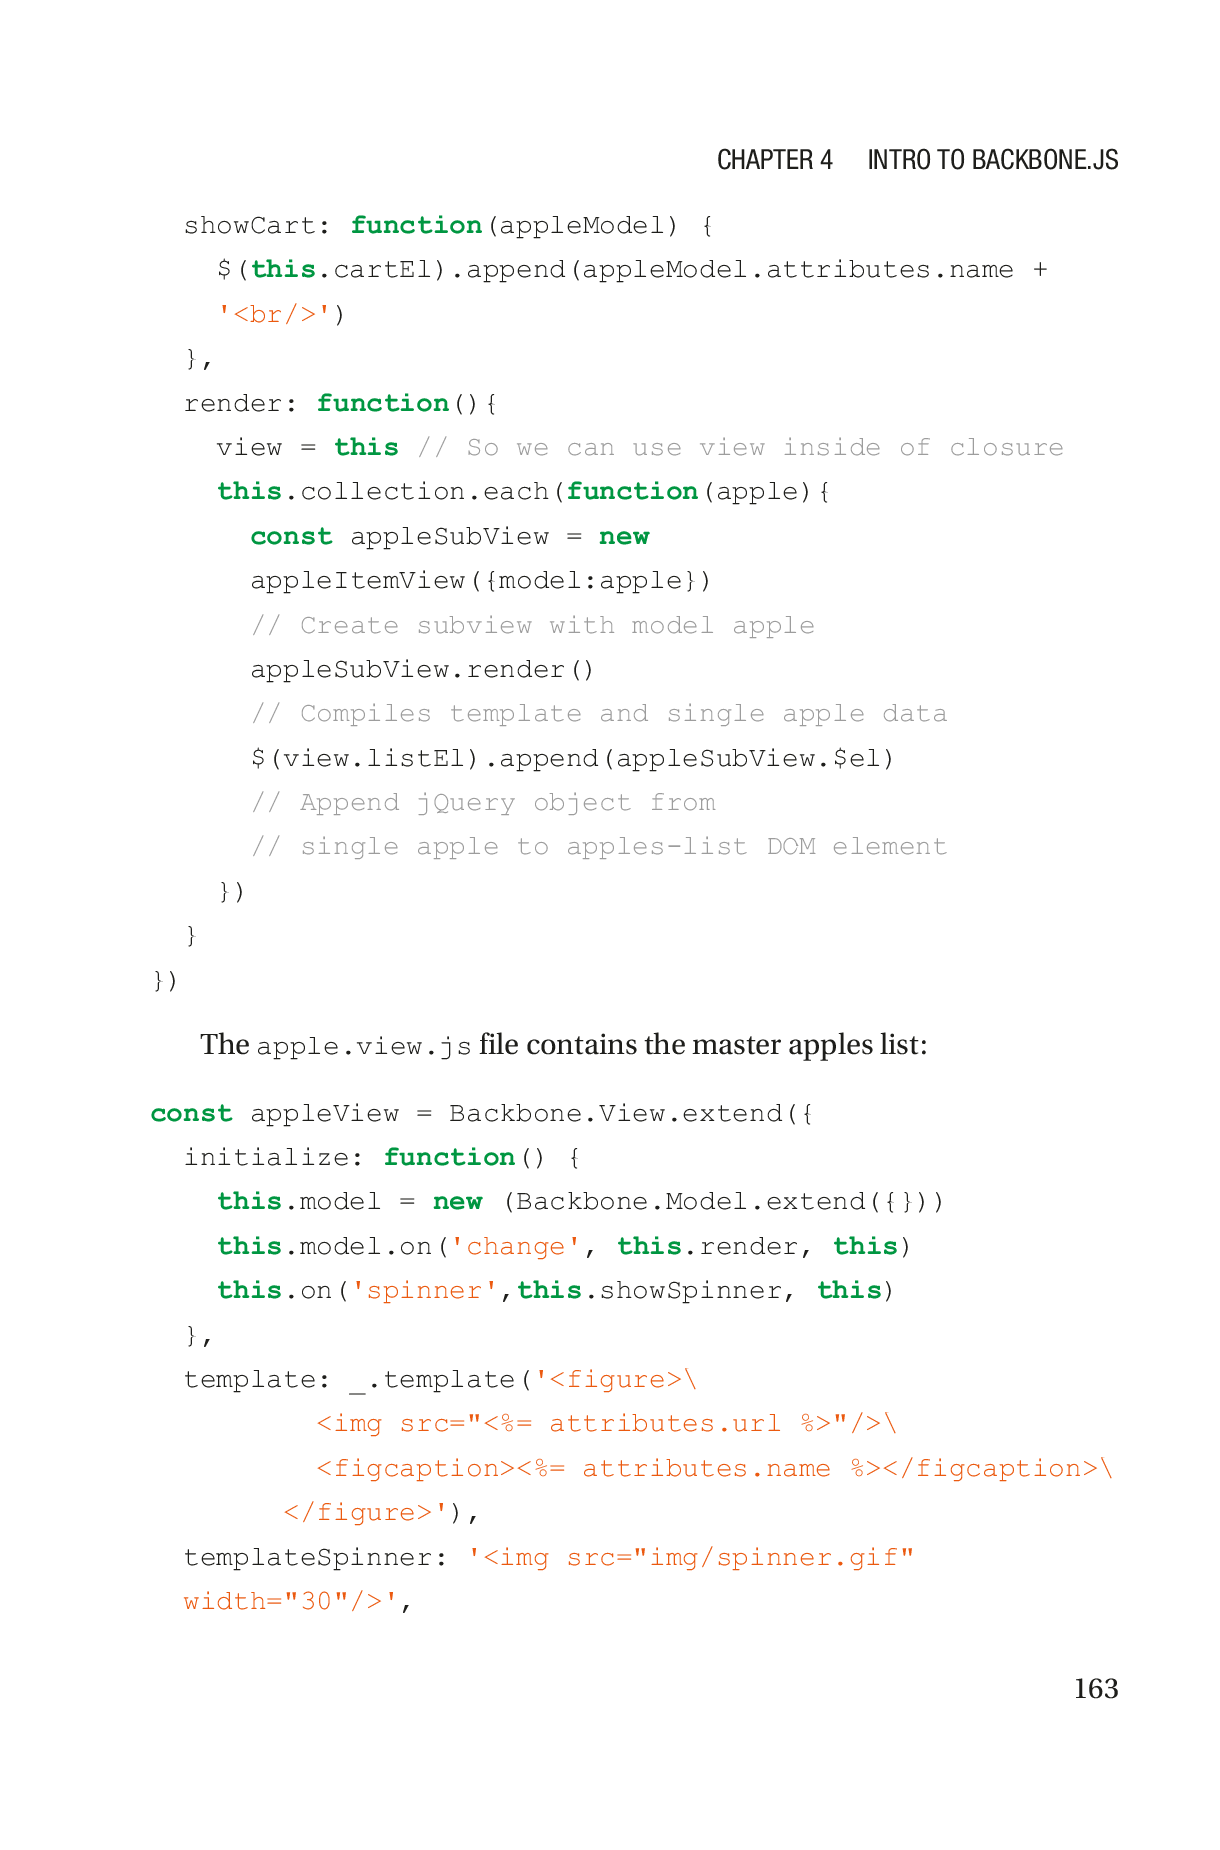 CHAPTER 4 INTRO TO BACKBONE.JS
  showCart: function(appleModel) {
    $(this.cartEl).append(appleModel.attributes.name +
    '<br/>')
  },
  render: function(){
    view = this // So we can use view inside of closure
    this.collection.each(function(apple){
      const appleSubView = new
      appleItemView({model:apple})
      // Create subview with model apple
      appleSubView.render()
      // Compiles template and single apple data
      $(view.listEl).append(appleSubView.$el)
      // Append jQuery object from
      // single apple to apples-list DOM element
    })
  }
})
The apple.view.js file contains the master apples list:
const appleView = Backbone.View.extend({
  initialize: function() {
    this.model = new (Backbone.Model.extend({}))
    this.model.on('change', this.render, this)
    this.on('spinner',this.showSpinner, this)
  },
  template: _.template('<figure>\
          <img src="<%= attributes.url %>"/>\
          <figcaption><%= attributes.name %></figcaption>\
        </figure>'),
  templateSpinner: '<img src="img/spinner.gif"
  width="30"/>',
163